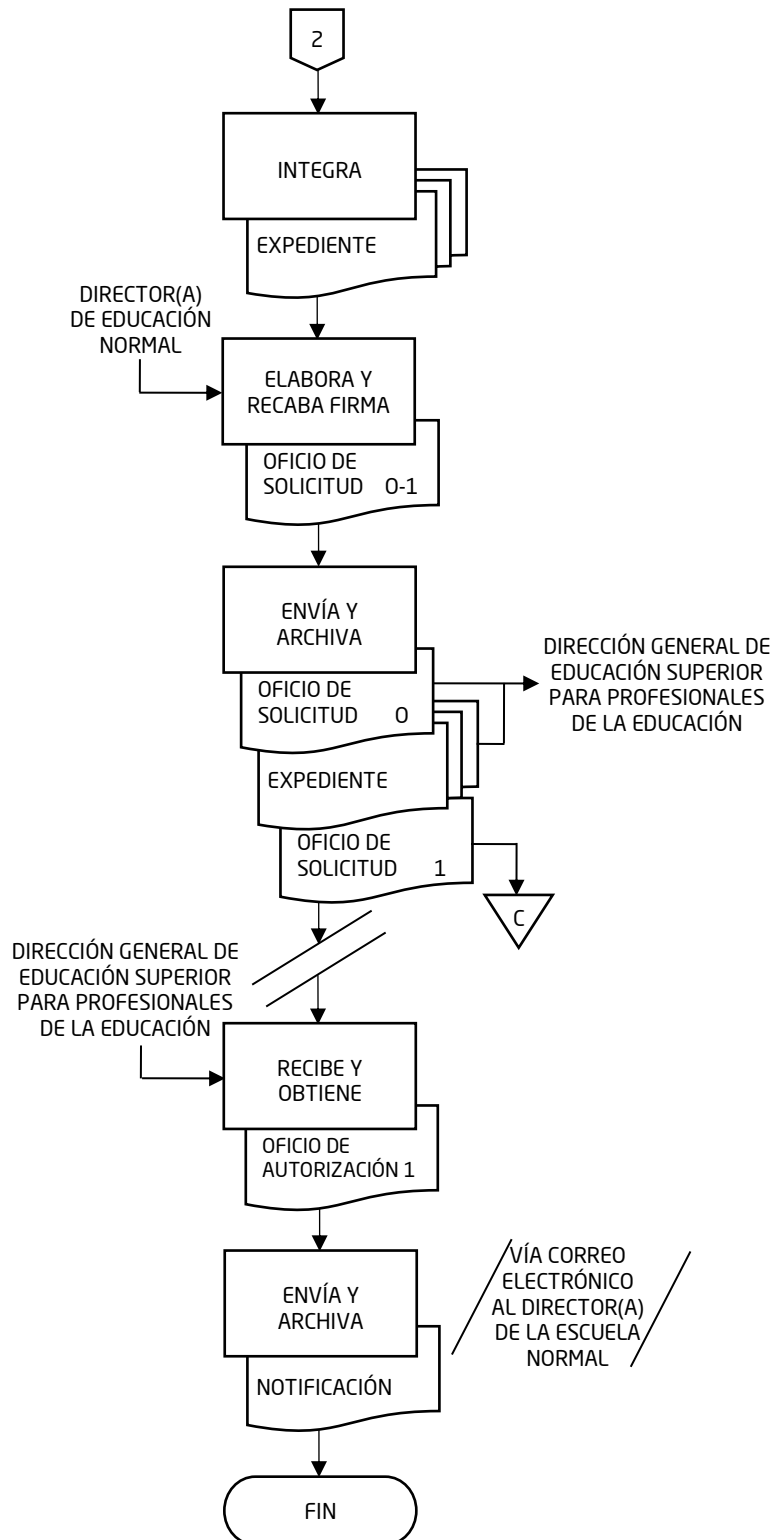 2
INTEGRA
EXPEDIENTE
DIRECTOR(A)
DE EDUCACIÓN
NORMAL
ELABORA Y
RECABA FIRMA
OFICIO DE
SOLICITUD 0-1
ENVÍA Y
ARCHIVA
OFICIO DE
SOLICITUD 0
DIRECCIÓN GENERAL DE
EDUCACIÓN SUPERIOR
PARA PROFESIONALES
DE LA EDUCACIÓN
EXPEDIENTE
OFICIO DE
SOLICITUD 1
C
DIRECCIÓN GENERAL DE
EDUCACIÓN SUPERIOR
PARA PROFESIONALES
DE LA EDUCACIÓN
RECIBE Y
OBTIENE
OFICIO DE
AUTORIZACIÓN 1
ENVÍA Y
ARCHIVA
VÍA CORREO
ELECTRÓNICO
AL DIRECTOR(A)
DE LA ESCUELA
NORMAL
NOTIFICACIÓN
FIN